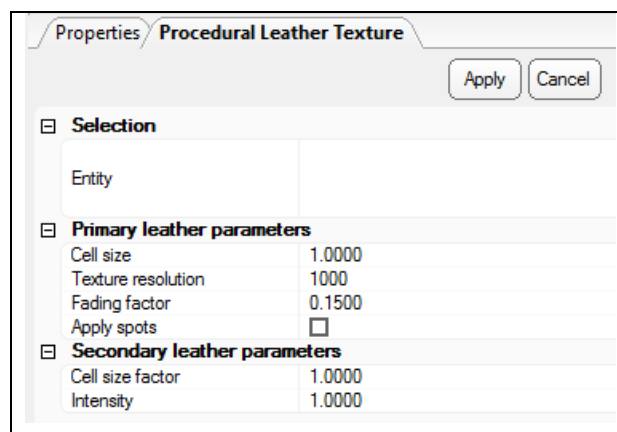 Properties Procedural Leather Texture
Apply Cancel
Selection
Entity
Primary leather parameters
Cell size 1.0000
Texture resolution 1000
Fading factor 0.1500
Apply spots
Secondary leather parameters
Cell size factor 1.0000
Intensity 1.0000